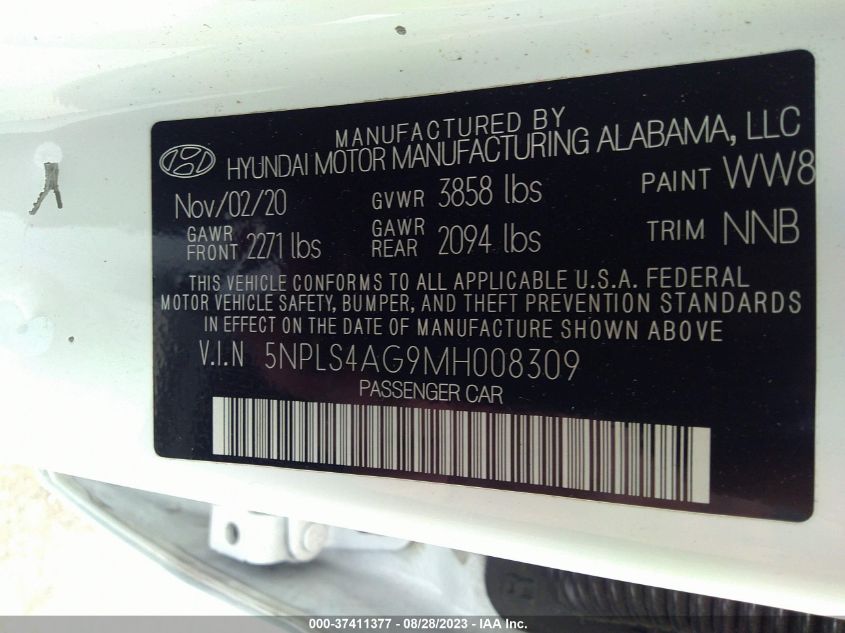 MANUFACTURED BY
HYUNDAI MOTOR MANUFACTURING ALABAMA, LLC
Nov/02/20 GVWR 3858 lbs PAINT WW8
GAWR FRONT 2271 lbs GAWR REAR 2094 lbs TRIM NNB
THIS VEHICLE CONFORMS TO ALL APPLICABLE U.S.A. FEDERAL
MOTOR VEHICLE SAFETY, BUMPER, AND THEFT PREVENTION STANDARDS
IN EFFECT ON THE DATE OF MANUFACTURE SHOWN ABOVE
V.I.N 5NPLS4AG9MH008309
PASSENGER CAR
000-37411377 - 08/28/2023 - IAA Inc.